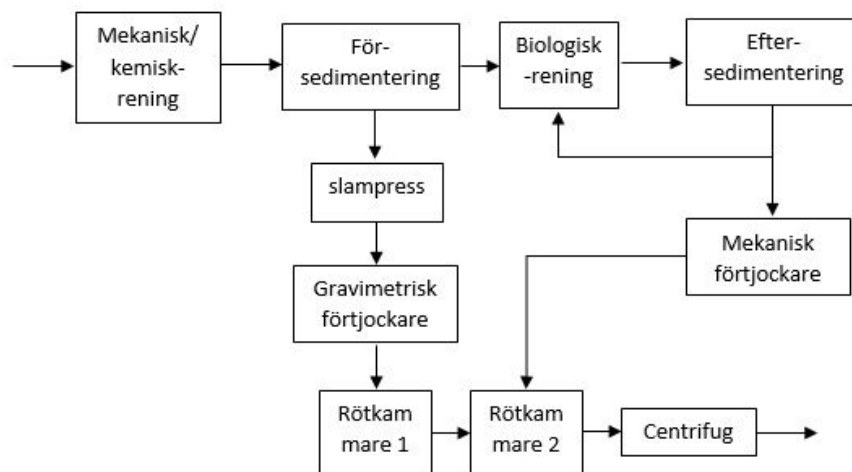 Mekanisk/
kemisk-
rening
För-
sedimentering
Biologisk
-rening
Efter-
sedimentering
slampress
Mekanisk
förtjockare
Gravimetrisk
förtjockare
Rötkam
mare 1
Rötkam
mare 2
Centrifug